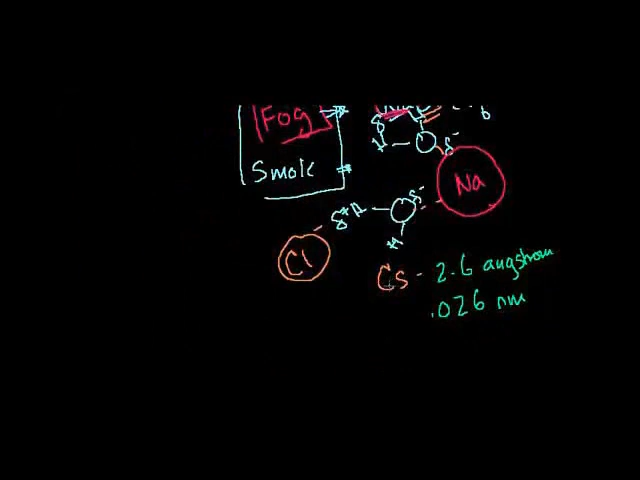 Fog
Smoke
Na
δ⁺ H
δ⁻
δ⁻
H
H
Cl
Cs - 2.6 angstrom
.026 nm